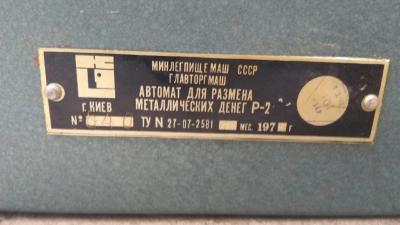 МИНЛЕГПИЩЕМАШ СССР
ГЛАВТОРГМАШ
АВТОМАТ ДЛЯ РАЗМЕНА
МЕТАЛЛИЧЕСКИХ ДЕНЕГ Р-2
г. КИЕВ
№ ТУ N 27-07-2581 МЕС. 197 г